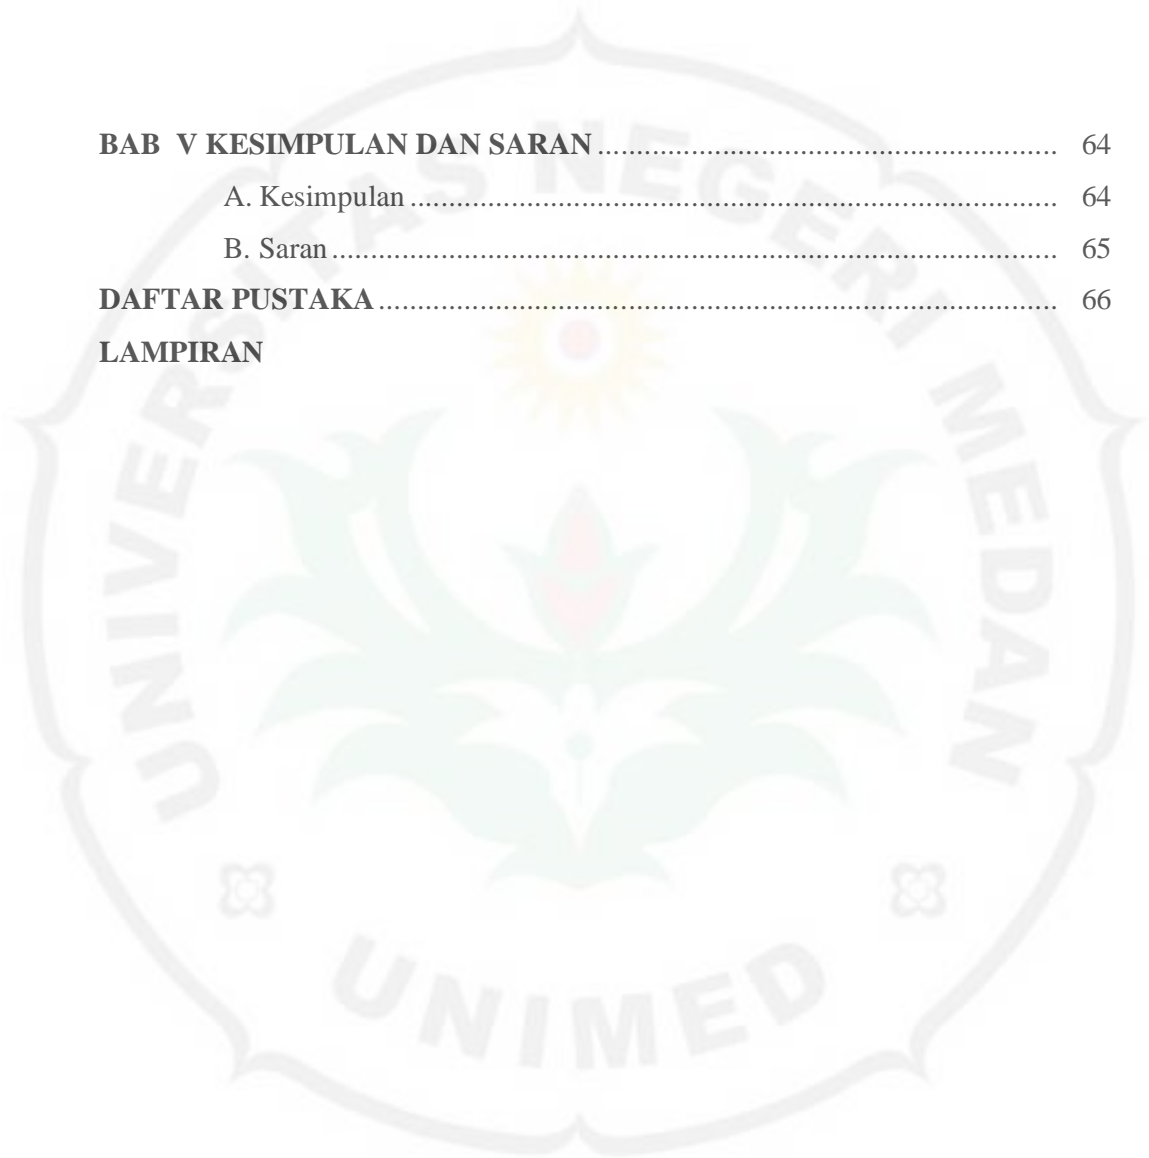 BAB  V KESIMPULAN DAN SARAN ............................................................ 64
A. Kesimpulan .................................................................................... 64
B. Saran .............................................................................................. 65
DAFTAR PUSTAKA ........................................................................................ 66
LAMPIRAN
UNIVERSITAS NEGERI MEDAN
UNIMED